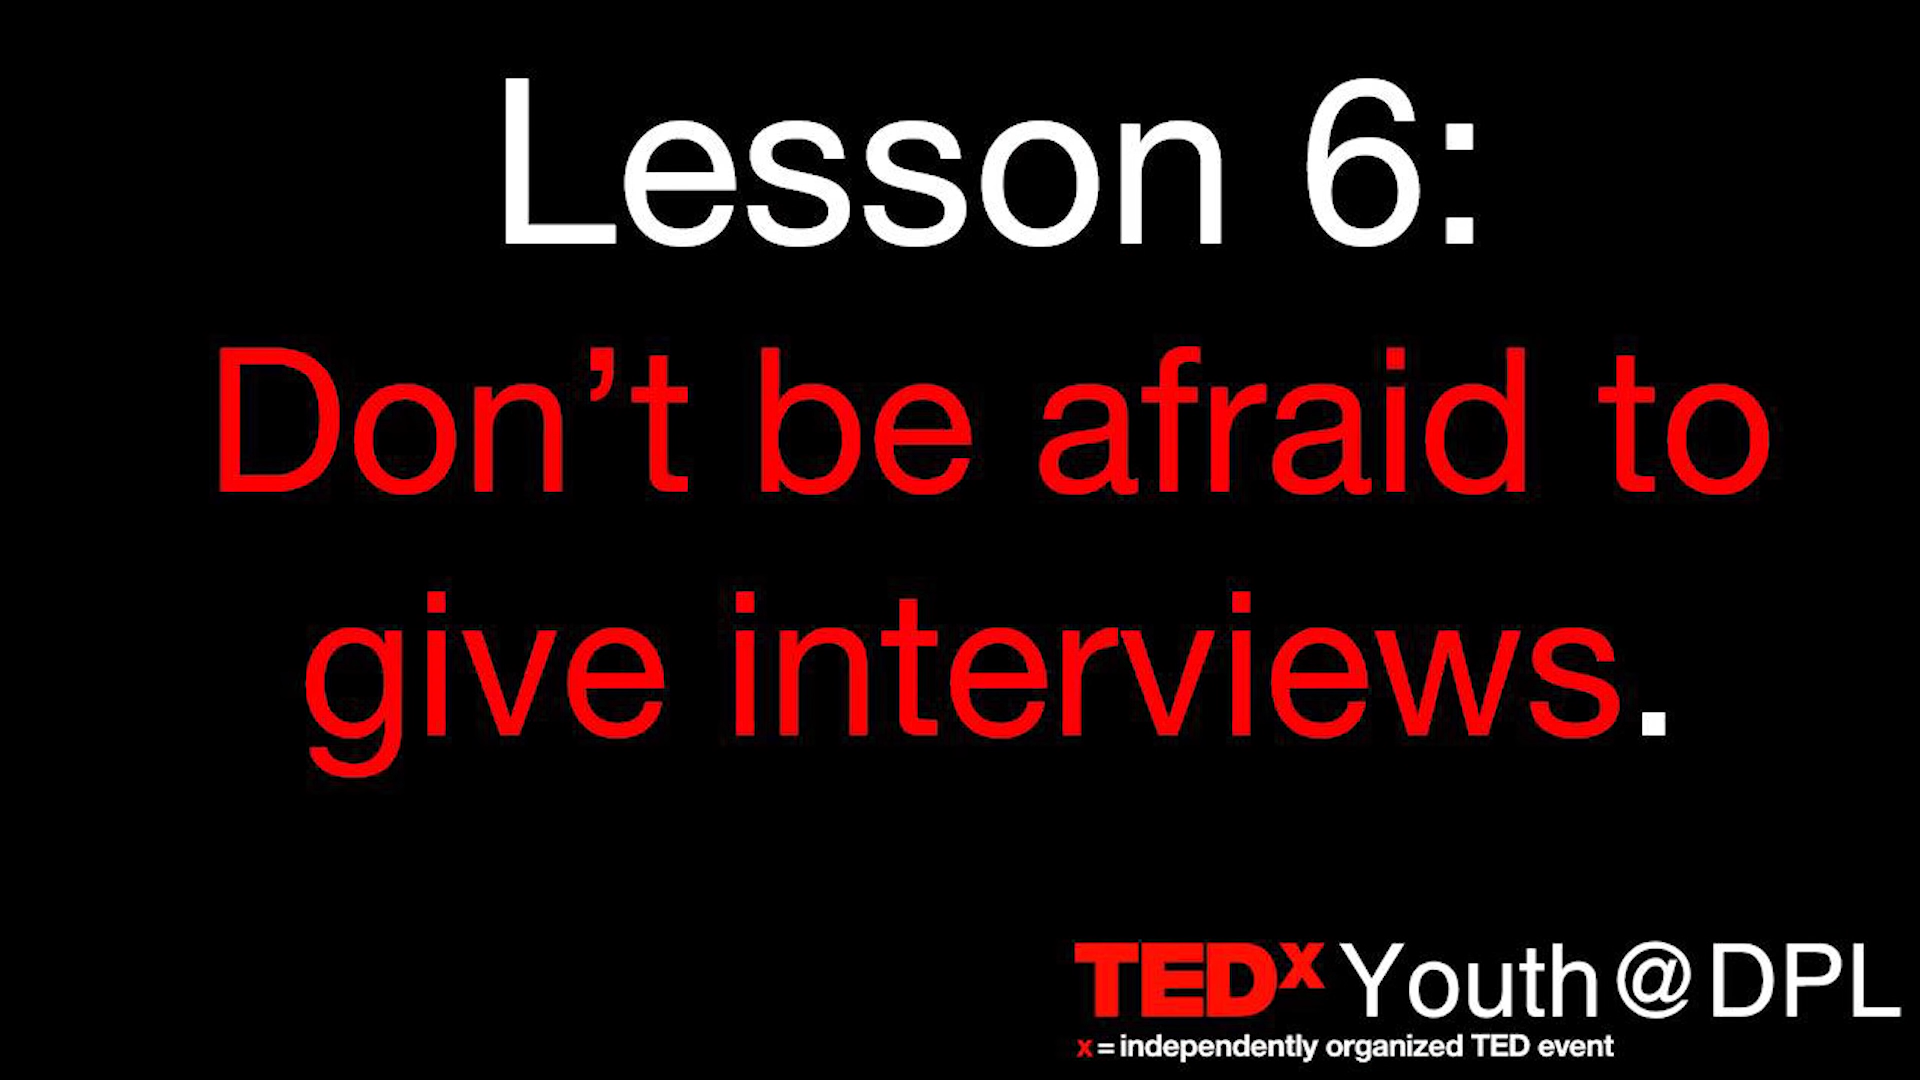 Lesson 6:
Don’t be afraid to
give interviews.
TEDx Youth@DPL
x = independently organized TED event